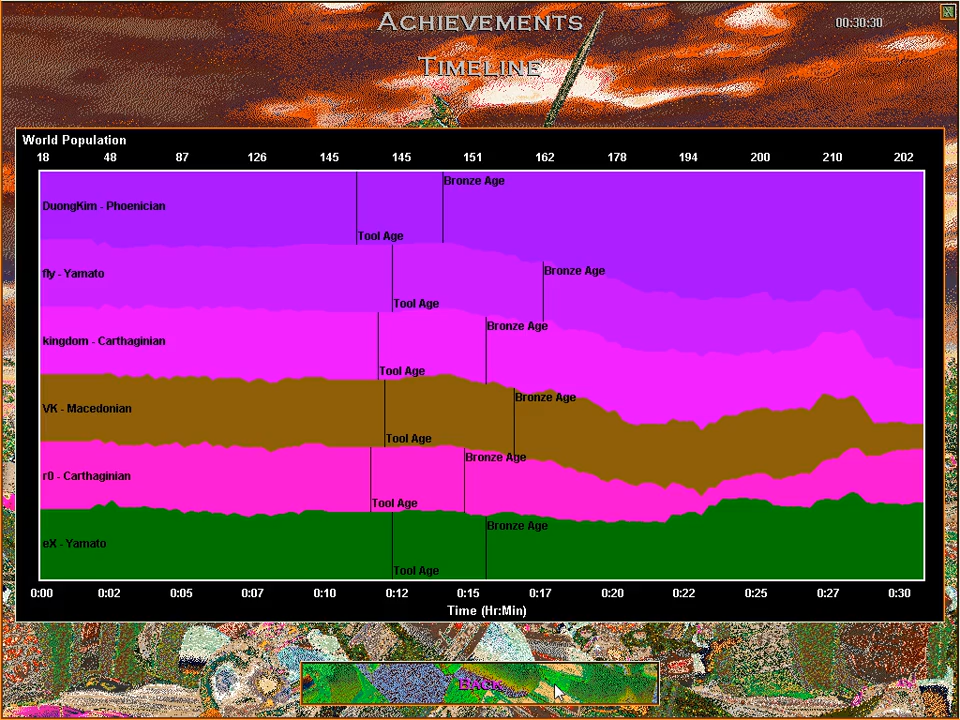 ACHIEVEMENTS
00:30:30
TIMELINE
World Population
18 48 87 126 145 145 151 162 178 194 200 210 202
Bronze Age
DuongKim - Phoenician
Tool Age
Bronze Age
fly - Yamato
Tool Age
Bronze Age
kingdom - Carthaginian
Tool Age
Bronze Age
VK - Macedonian
Tool Age
Bronze Age
r0 - Carthaginian
Tool Age
Bronze Age
eX - Yamato
Tool Age
0:00 0:02 0:05 0:07 0:10 0:12 0:15 0:17 0:20 0:22 0:25 0:27 0:30
Time (Hr:Min)
BACK